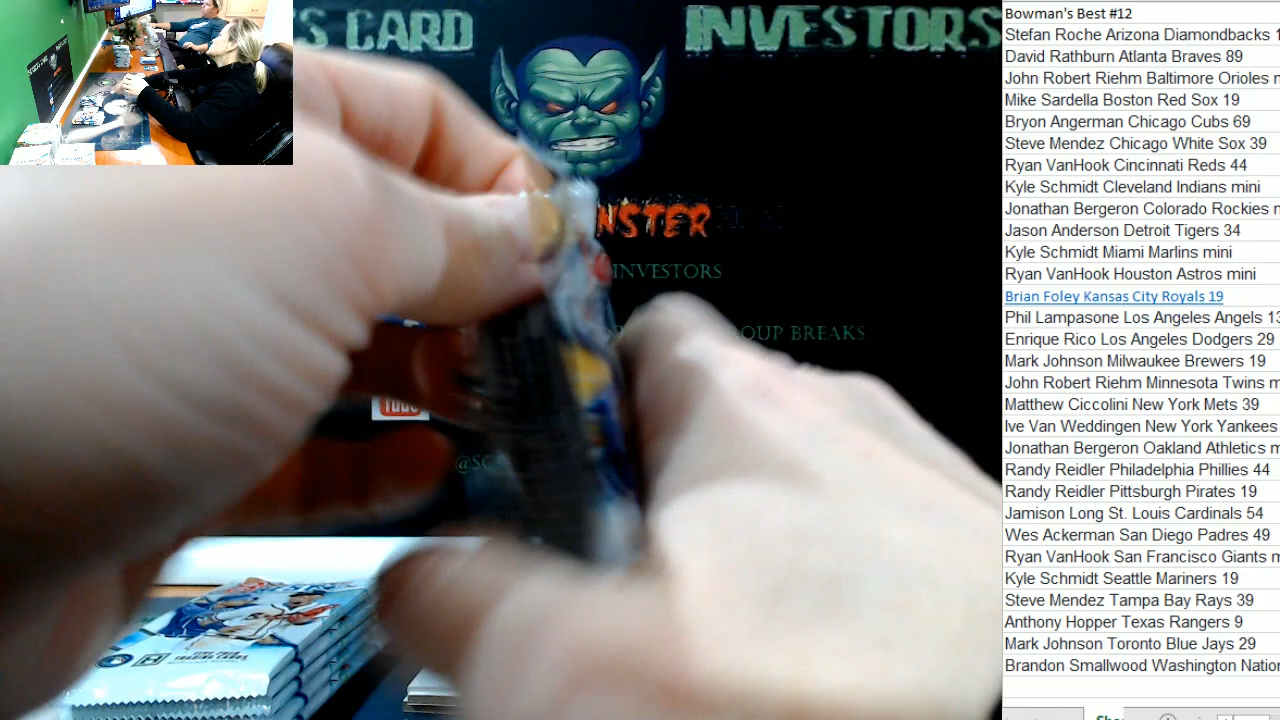 S CARD INVESTORS
NSTER
INVESTORS
OUP BREAKS
@SC
Bowman's Best #12
Stefan Roche Arizona Diamondbacks 1
David Rathburn Atlanta Braves 89
John Robert Riehm Baltimore Orioles m
Mike Sardella Boston Red Sox 19
Bryon Angerman Chicago Cubs 69
Steve Mendez Chicago White Sox 39
Ryan VanHook Cincinnati Reds 44
Kyle Schmidt Cleveland Indians mini
Jonathan Bergeron Colorado Rockies m
Jason Anderson Detroit Tigers 34
Kyle Schmidt Miami Marlins mini
Ryan VanHook Houston Astros mini
Brian Foley Kansas City Royals 19
Phil Lampasone Los Angeles Angels 13
Enrique Rico Los Angeles Dodgers 29
Mark Johnson Milwaukee Brewers 19
John Robert Riehm Minnesota Twins m
Matthew Ciccolini New York Mets 39
Ive Van Weddingen New York Yankees
Jonathan Bergeron Oakland Athletics m
Randy Reidler Philadelphia Phillies 44
Randy Reidler Pittsburgh Pirates 19
Jamison Long St. Louis Cardinals 54
Wes Ackerman San Diego Padres 49
Ryan VanHook San Francisco Giants m
Kyle Schmidt Seattle Mariners 19
Steve Mendez Tampa Bay Rays 39
Anthony Hopper Texas Rangers 9
Mark Johnson Toronto Blue Jays 29
Brandon Smallwood Washington Nation